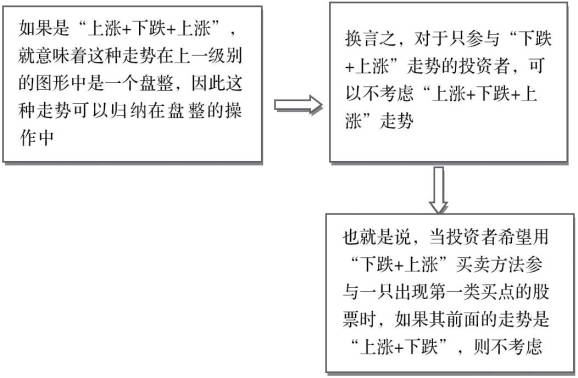 如果是“上涨+下跌+上涨”，
就意味着这种走势在上一级别
的图形中是一个盘整，因此这
种走势可以归纳在盘整的操
作中
换言之，对于只参与“下跌
+上涨”走势的投资者，可
以不考虑“上涨+下跌+上
涨”走势
也就是说，当投资者希望用
“下跌+上涨”买卖方法参
与一只出现第一类买点的股
票时，如果其前面的走势是
“上涨+下跌”，则不考虑